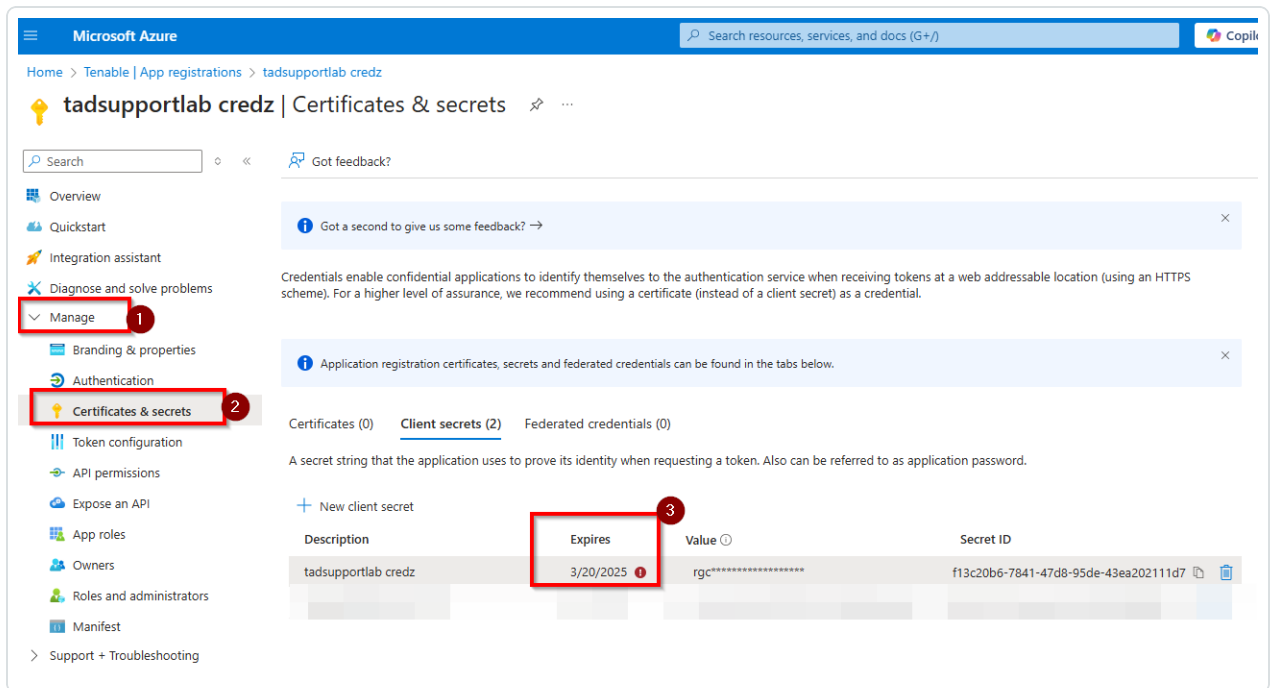 Microsoft Azure
Search resources, services, and docs (G+/)
Home > Tenable | App registrations > tadsupportlab credz
tadsupportlab credz | Certificates & secrets
Search
Got feedback?
Overview
Quickstart
Integration assistant
Diagnose and solve problems
Manage
1
Branding & properties
Authentication
Certificates & secrets
2
Token configuration
API permissions
Expose an API
App roles
Owners
Roles and administrators
Manifest
Support + Troubleshooting
Got a second to give us some feedback? →
Credentials enable confidential applications to identify themselves to the authentication service when receiving tokens at a web addressable location (using an HTTPS
scheme). For a higher level of assurance, we recommend using a certificate (instead of a client secret) as a credential.
Application registration certificates, secrets and federated credentials can be found in the tabs below.
Certificates (0) Client secrets (2) Federated credentials (0)
A secret string that the application uses to prove its identity when requesting a token. Also can be referred to as application password.
New client secret
3
Description Expires Value Secret ID
tadsupportlab credz 3/20/2025 rgc****************** f13c20b6-7841-47d8-95de-43ea202111d7